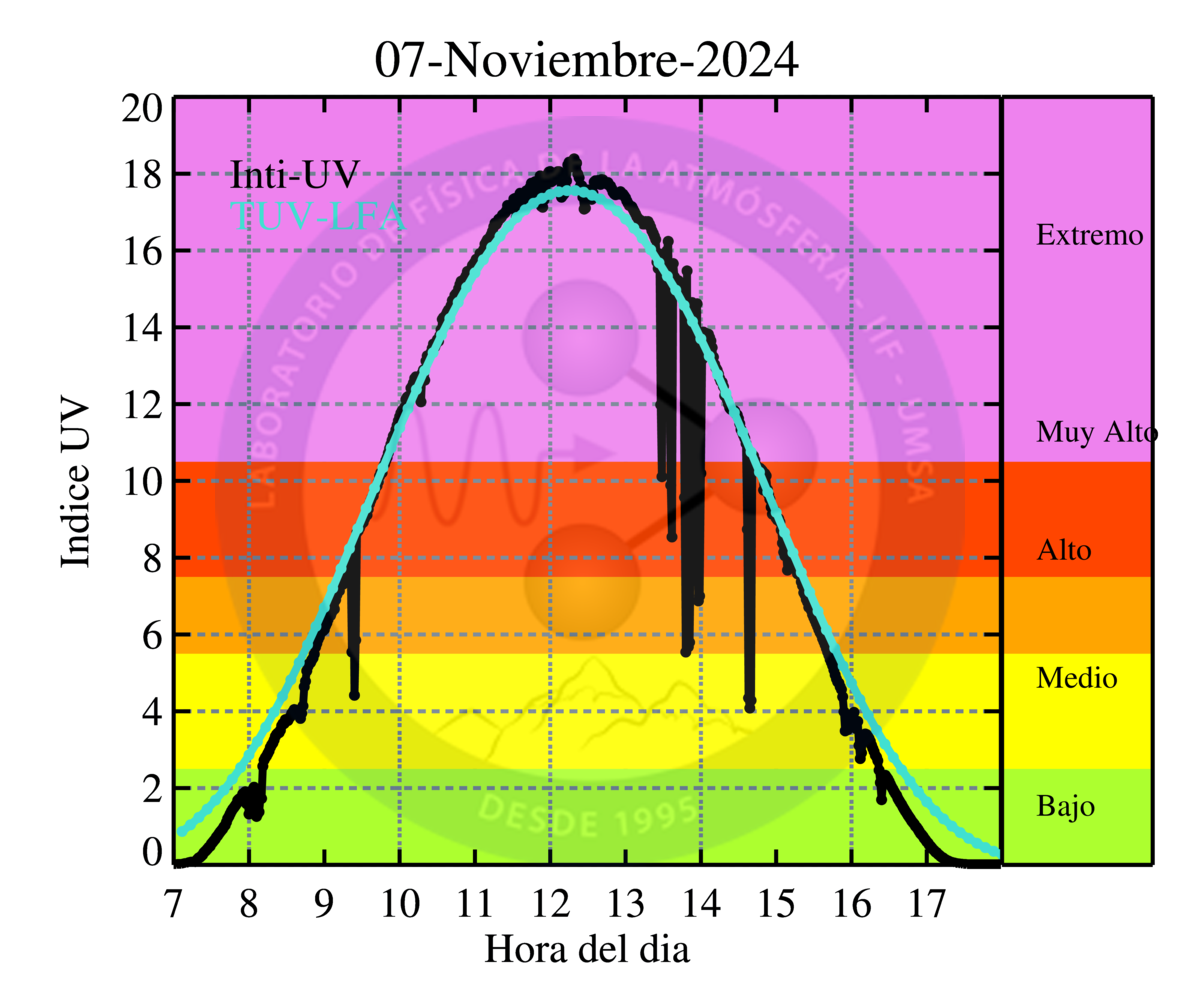 07-Noviembre-2024
Indice UV
20
18
16
14
12
10
8
6
4
2
0
Inti-UV
TUV-LFA
LABORATORIO DE FÍSICA DE LA ATMÓSFERA - IIF - UMSA
DESDE 1995
Extremo
Muy Alto
Alto
Medio
Bajo
7 8 9 10 11 12 13 14 15 16 17
Hora del dia